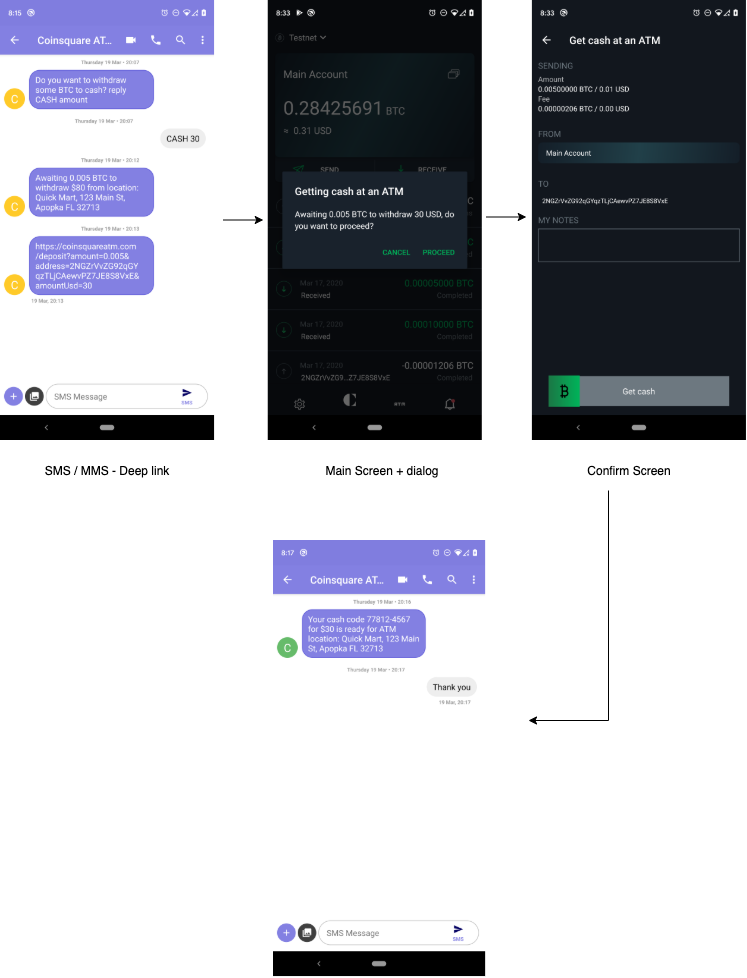 8:15
Coinsquare AT...
Thursday 19 Mar • 20:07
Do you want to withdraw
some BTC to cash? reply
CASH amount
C
Thursday 19 Mar • 20:07
CASH 30
Thursday 19 Mar • 20:12
Awaiting 0.005 BTC to
withdraw $80 from location:
Quick Mart, 123 Main St,
Apopka FL 32713
C
Thursday 19 Mar • 20:13
https://coinsquareatm.com
/deposit?amount=0.005&
address=2NGZrVvZG92qGY
qzTLjCAewvPZ7JE8S8VxE&
amountUsd=30
C
19 Mar, 20:13
SMS Message
SMS
SMS / MMS - Deep link
8:33
Testnet
Main Account
0.28425691 BTC
≈ 0.31 USD
SEND
RECEIVE
Getting cash at an ATM
Awaiting 0.005 BTC to withdraw 30 USD, do
you want to proceed?
CANCEL
PROCEED
Mar 17, 2020
0.00005000 BTC
Received
Completed
Mar 17, 2020
0.00010000 BTC
Received
Completed
Mar 17, 2020
-0.00001206 BTC
2NGZrVvZG9...Z7JE8S8VxE
Completed
ATM
Main Screen + dialog
8:33
Get cash at an ATM
SENDING
Amount
0.00500000 BTC / 0.01 USD
Fee
0.00000206 BTC / 0.00 USD
FROM
Main Account
TO
2NGZrVvZG92qGYqzTLjCAewvPZ7JE8S8VxE
MY NOTES
Get cash
Confirm Screen
8:17
Coinsquare AT...
Thursday 19 Mar • 20:16
Your cash code 77812-4567
for $30 is ready for ATM
location: Quick Mart, 123 Main
St, Apopka FL 32713
C
Thursday 19 Mar • 20:17
Thank you
19 Mar, 20:17
SMS Message
SMS